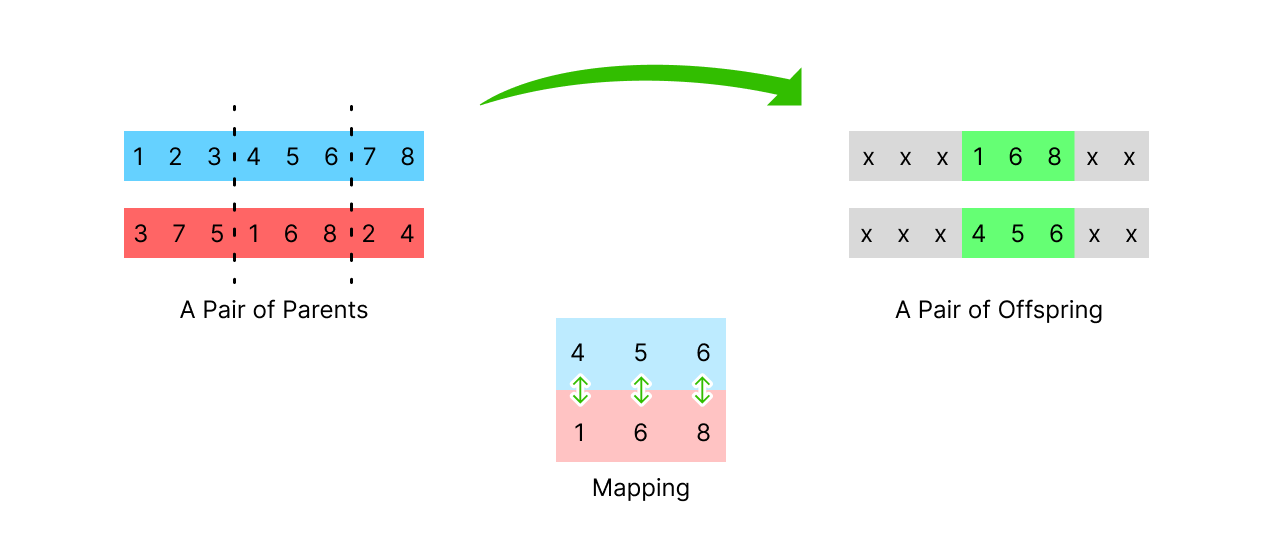 1 2 3 4 5 6 7 8
3 7 5 1 6 8 2 4
A Pair of Parents
x x x 1 6 8 x x
x x x 4 5 6 x x
A Pair of Offspring
4 5 6
1 6 8
Mapping